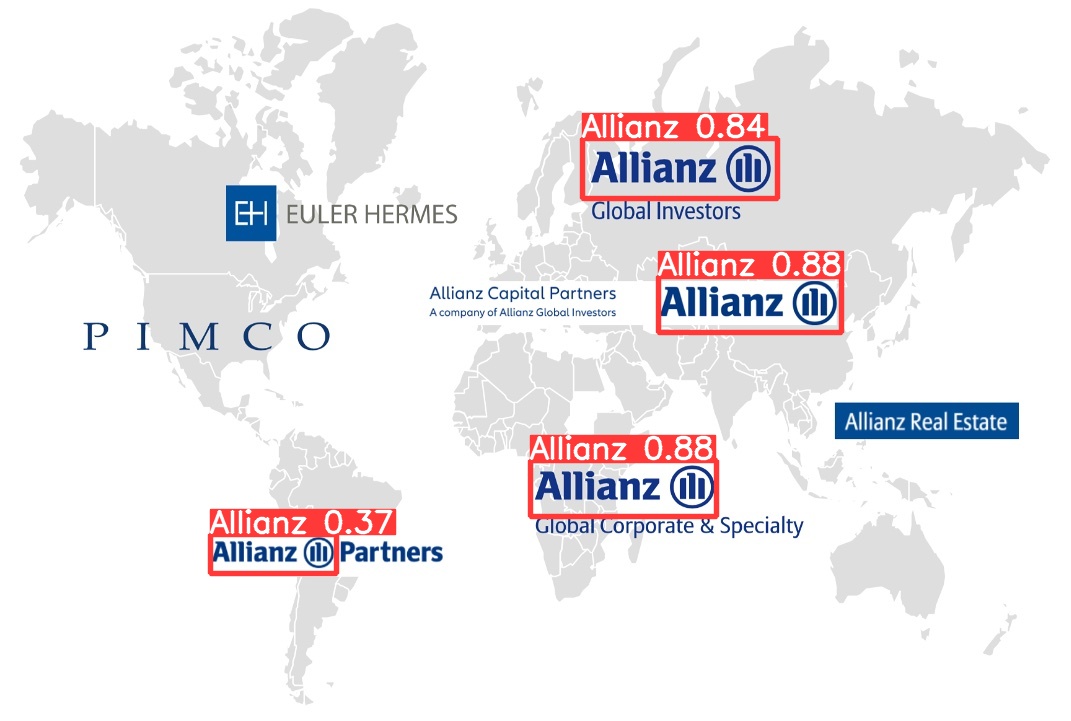 Allianz 0.84
Allianz
Global Investors
EH EULER HERMES
Allianz 0.88
Allianz Capital Partners
A company of Allianz Global Investors
Allianz
PIMCO
Allianz Real Estate
Allianz 0.88
Allianz
Global Corporate & Specialty
Allianz 0.37
Allianz Partners